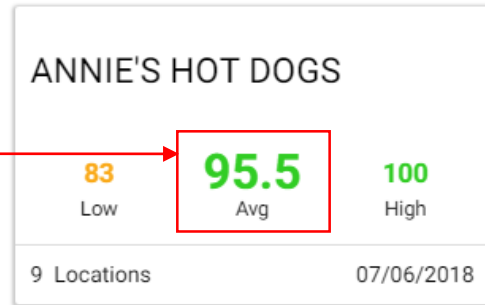 ANNIE'S HOT DOGS
83 95.5 100
Low Avg High
9 Locations 07/06/2018